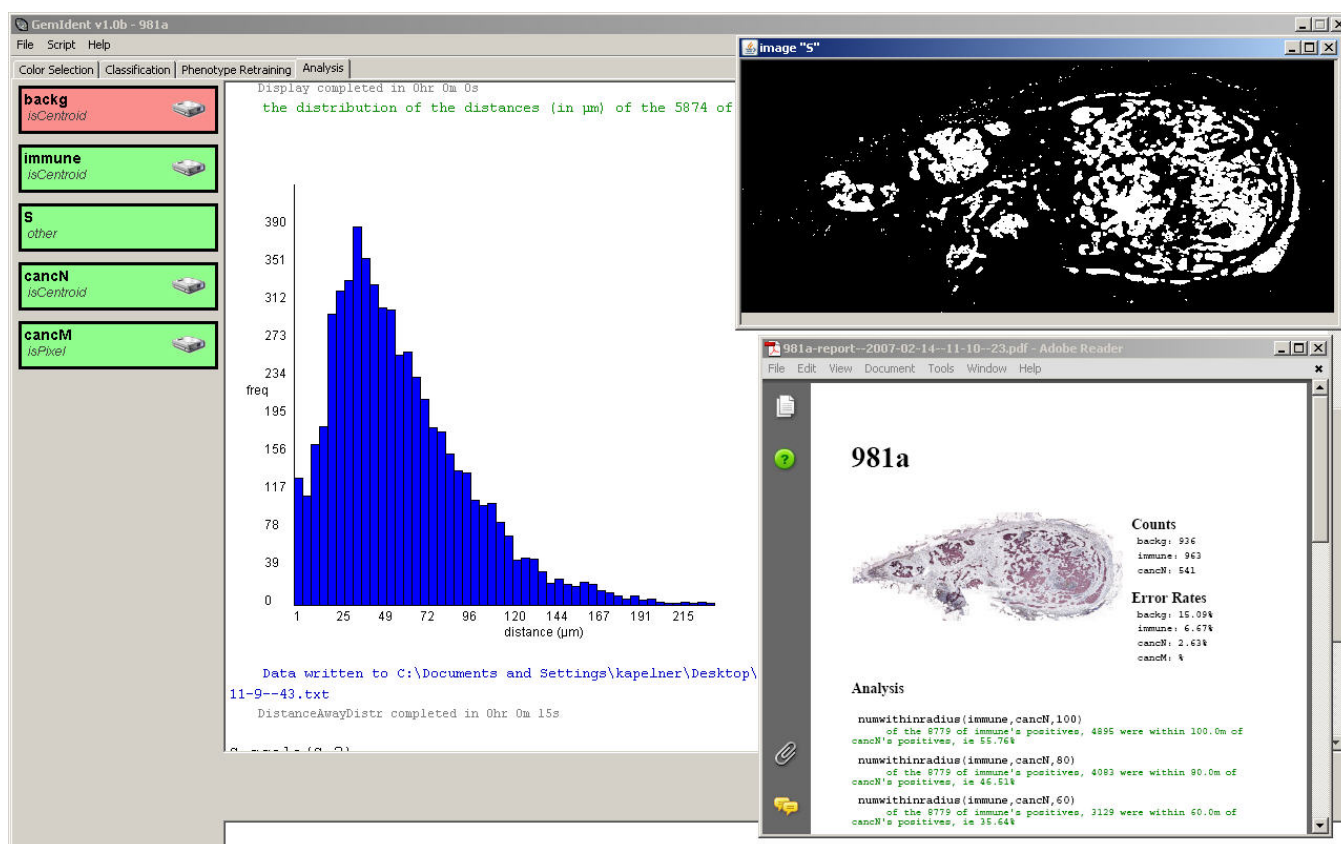 GemIdent v1.0b - 981a
File Script Help
Color Selection Classification Phenotype Retraining Analysis
backg
isCentroid
immune
isCentroid
S
other
cancN
isCentroid
cancM
isPixel
Display completed in 0hr 0m 0s
the distribution of the distances (in µm) of the 5874 of
390
351
312
273
234
freq
195
156
117
78
39
0
1 25 49 72 96 120 144 167 191 215
distance (µm)
Data written to C:\Documents and Settings\kapelner\Desktop\
11-9--43.txt
DistanceAwayDistr completed in 0hr 0m 15s
image "S"
981a-report--2007-02-14--11-10--23.pdf - Adobe Reader
File Edit View Document Tools Window Help
981a
Counts
backg: 936
immune: 963
cancN: 541
Error Rates
backg: 15.09%
immune: 6.67%
cancN: 2.63%
cancM: %
Analysis
numwithinradius(immune,cancN,100)
of the 8779 of immune's positives, 4895 were within 100.0m of
cancN's positives, ie 55.76%
numwithinradius(immune,cancN,80)
of the 8779 of immune's positives, 4083 were within 80.0m of
cancN's positives, ie 46.51%
numwithinradius(immune,cancN,60)
of the 8779 of immune's positives, 3129 were within 60.0m of
cancN's positives, ie 35.64%